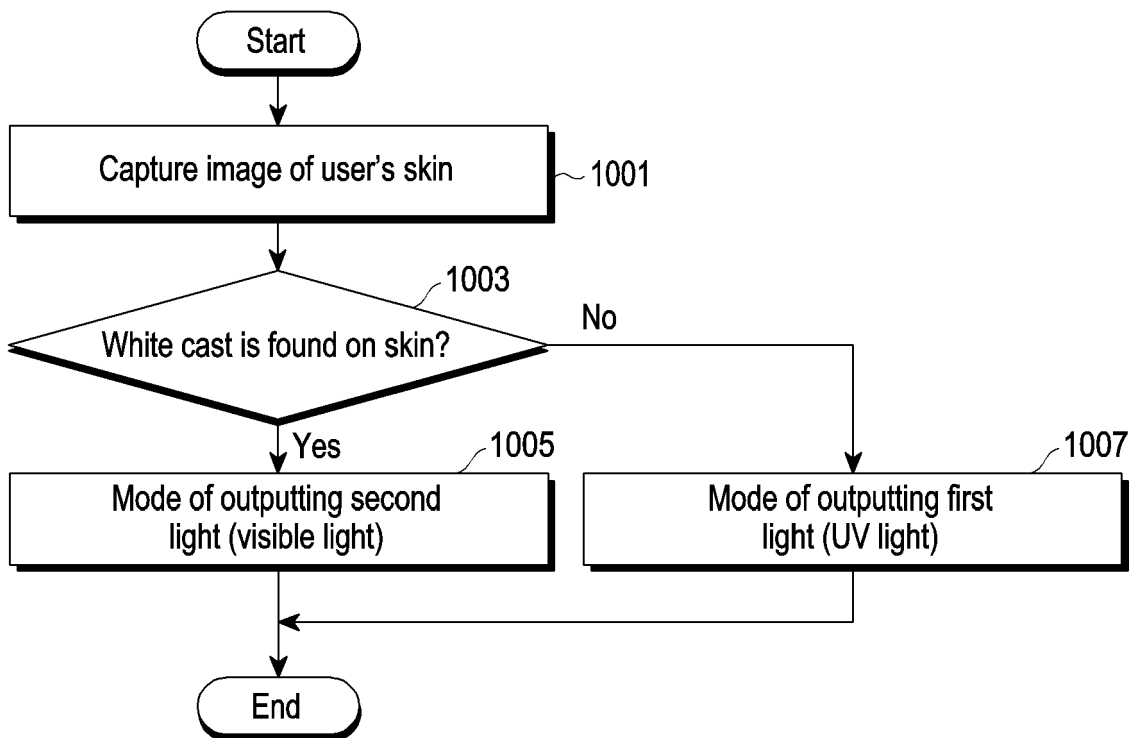 Start
Capture image of user's skin
1001
1003
White cast is found on skin?
No
Yes
1005
Mode of outputting second
light (visible light)
1007
Mode of outputting first
light (UV light)
End